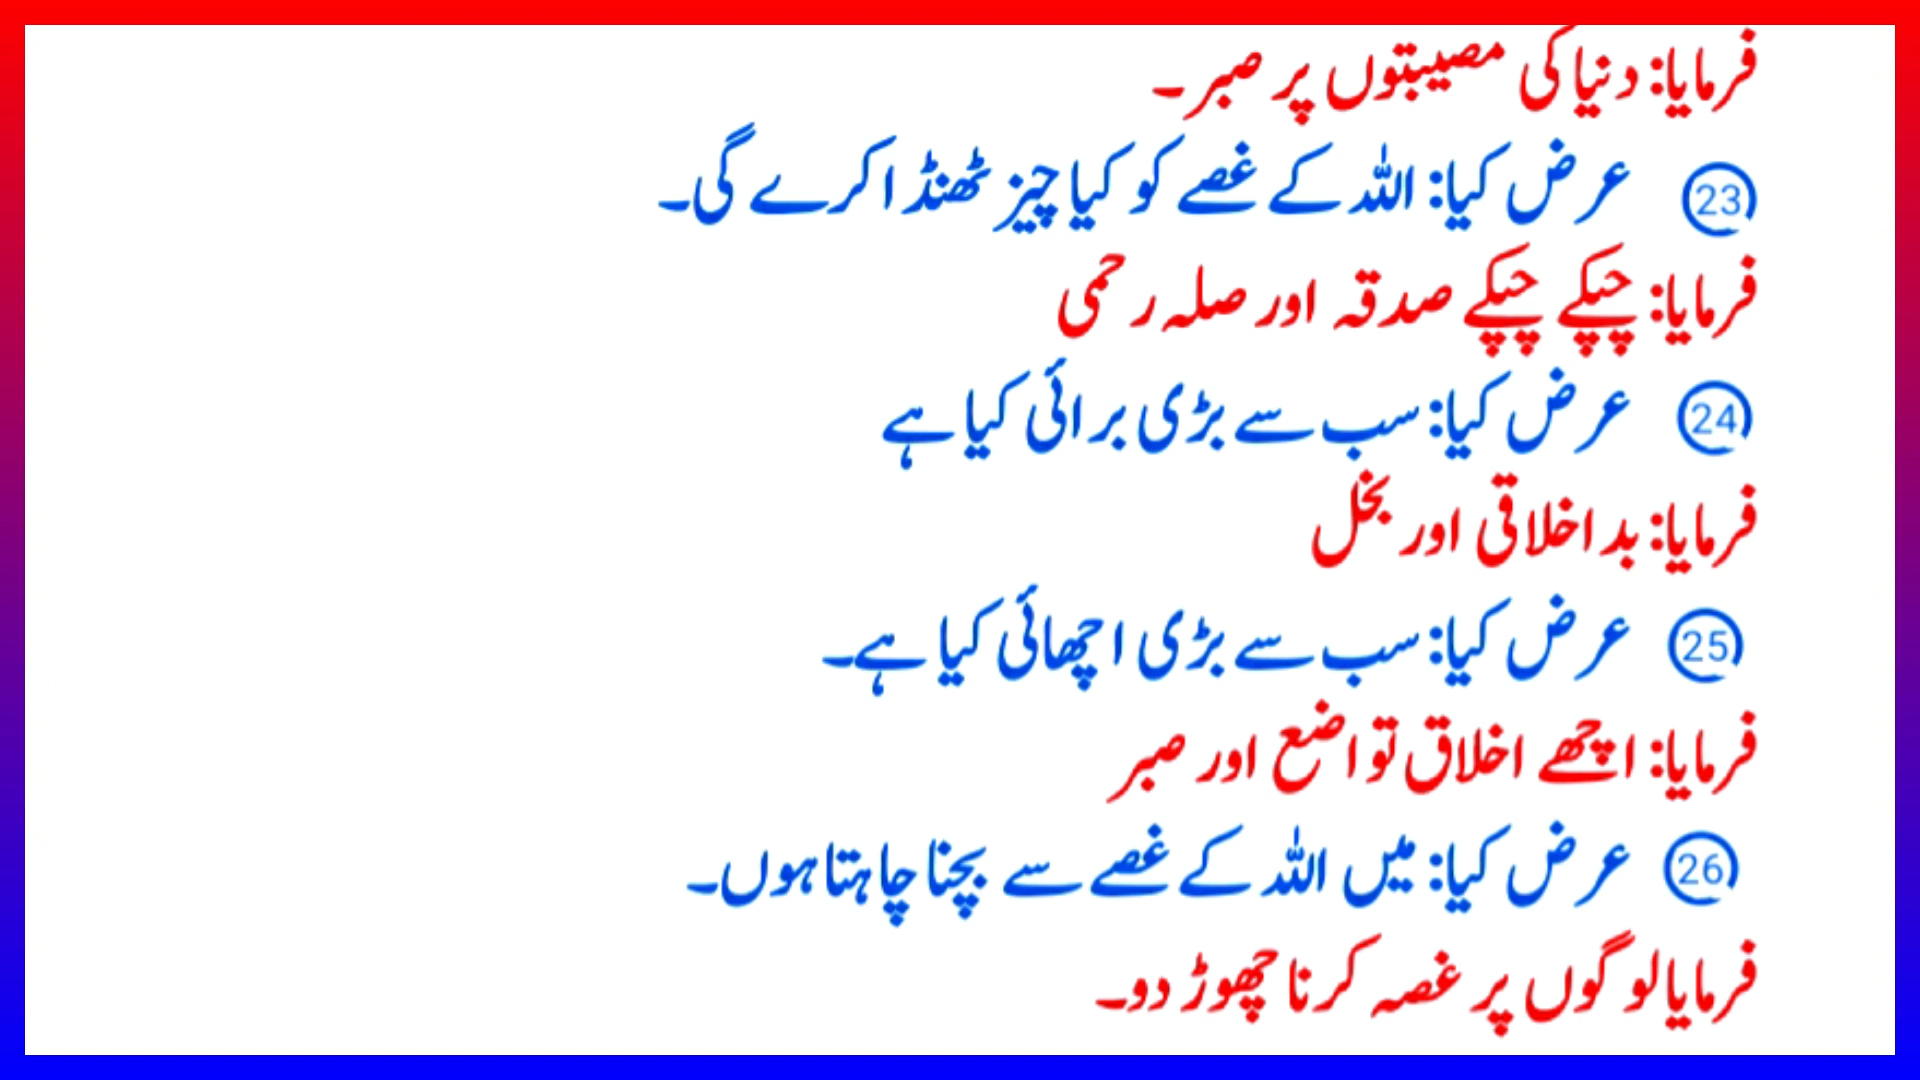 فرمایا: دنیا کی مصیبتوں پر صبر۔
23 عرض کیا: اللہ کے غصے کو کیا چیز ٹھنڈا کرے گی۔
فرمایا: چپکے چپکے صدقہ اور صلہ رحمی
24 عرض کیا: سب سے بڑی برائی کیا ہے
فرمایا: بد اخلاقی اور بخل
25 عرض کیا: سب سے بڑی اچھائی کیا ہے۔
فرمایا: اچھے اخلاق تواضع اور صبر
26 عرض کیا: میں اللہ کے غصے سے بچنا چاہتا ہوں۔
فرمایا لوگوں پر غصہ کرنا چھوڑ دو۔